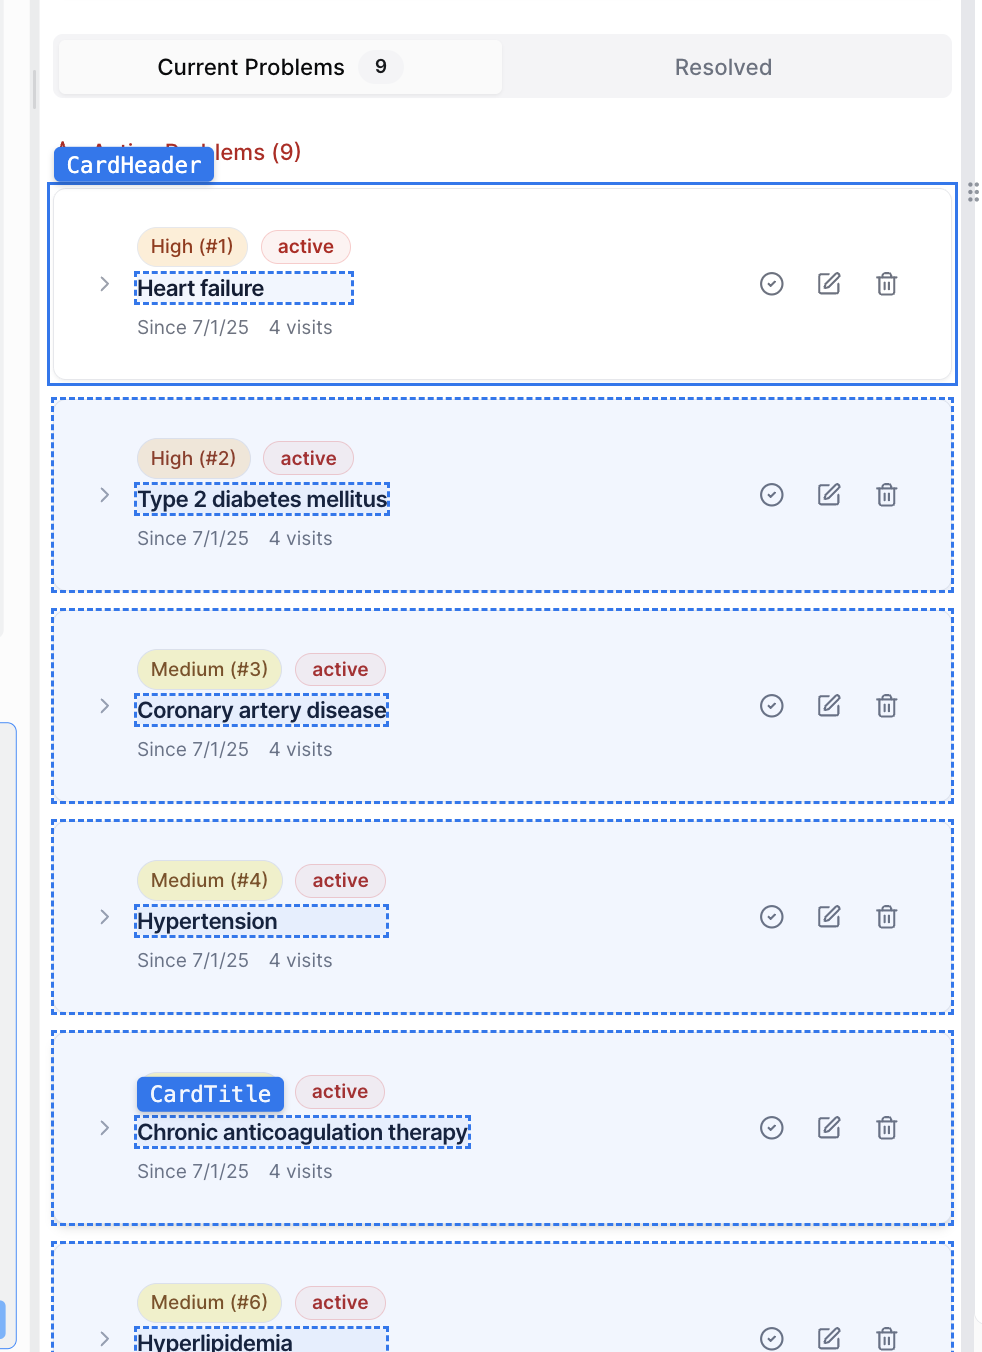 Current Problems 9
Resolved
Active Problems (9)
CardHeader
High (#1) active
Heart failure
Since 7/1/25 4 visits
High (#2) active
Type 2 diabetes mellitus
Since 7/1/25 4 visits
Medium (#3) active
Coronary artery disease
Since 7/1/25 4 visits
Medium (#4) active
Hypertension
Since 7/1/25 4 visits
CardTitle active
Chronic anticoagulation therapy
Since 7/1/25 4 visits
Medium (#6) active
Hyperlipidemia